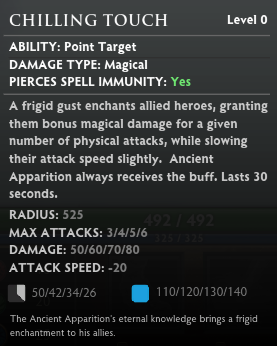 CHILLING TOUCH Level 0
ABILITY: Point Target
DAMAGE TYPE: Magical
PIERCES SPELL IMMUNITY: Yes
A frigid gust enchants allied heroes, granting
them bonus magical damage for a given
number of physical attacks, while slowing
their attack speed slightly. Ancient
Apparition always receives the buff. Lasts 30
seconds.
RADIUS: 525
492 / 492
MAX ATTACKS: 3/4/5/6
DAMAGE: 50/60/70/80
ATTACK SPEED: -20
50/42/34/26 110/120/130/140
The Ancient Apparition's eternal knowledge brings a frigid
enchantment to his allies.